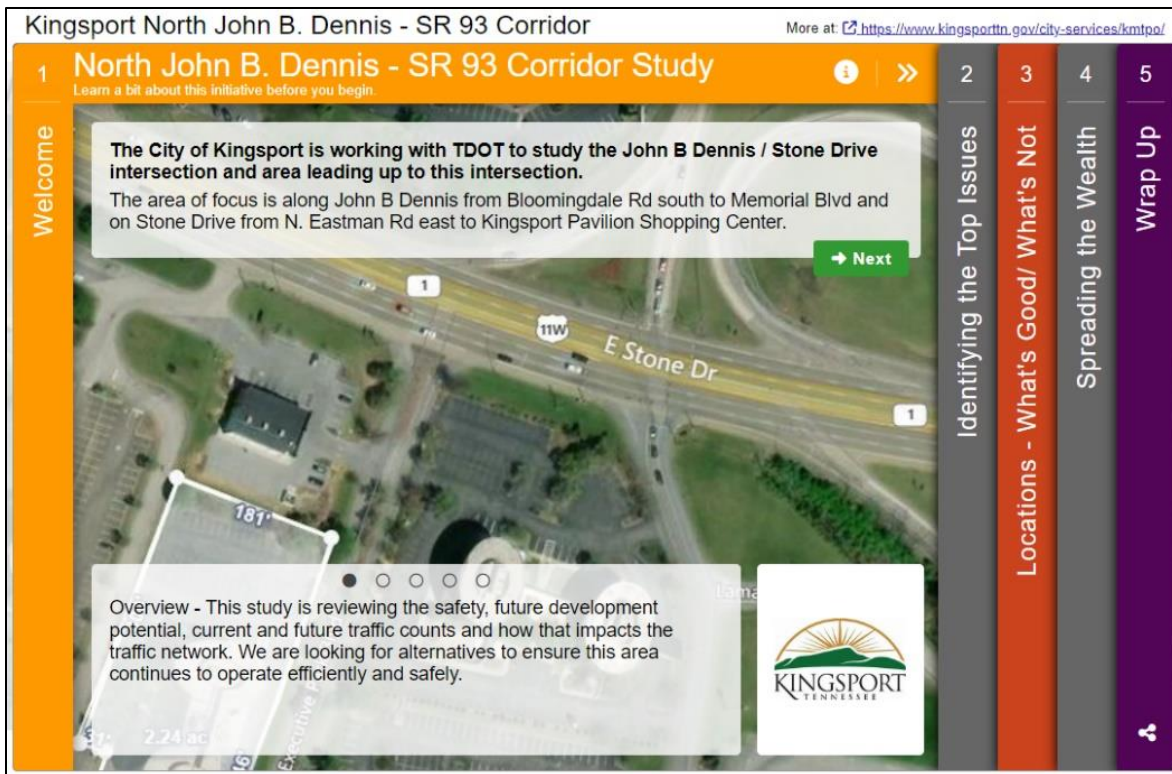 Kingsport North John B. Dennis - SR 93 Corridor
More at: https://www.kingsporttn.gov/city-services/kmtpo/
1
Welcome
North John B. Dennis - SR 93 Corridor Study
Learn a bit about this initiative before you begin.
The City of Kingsport is working with TDOT to study the John B Dennis / Stone Drive
intersection and area leading up to this intersection.
The area of focus is along John B Dennis from Bloomingdale Rd south to Memorial Blvd and
on Stone Drive from N. Eastman Rd east to Kingsport Pavilion Shopping Center.
Next
1
11W
E Stone Dr
1
181'
Overview - This study is reviewing the safety, future development
potential, current and future traffic counts and how that impacts the
traffic network. We are looking for alternatives to ensure this area
continues to operate efficiently and safely.
Executive
2.24 ac
KINGSPORT
TENNESSEE
2
Identifying the Top Issues
3
Locations - What's Good/ What's Not
4
Spreading the Wealth
5
Wrap Up